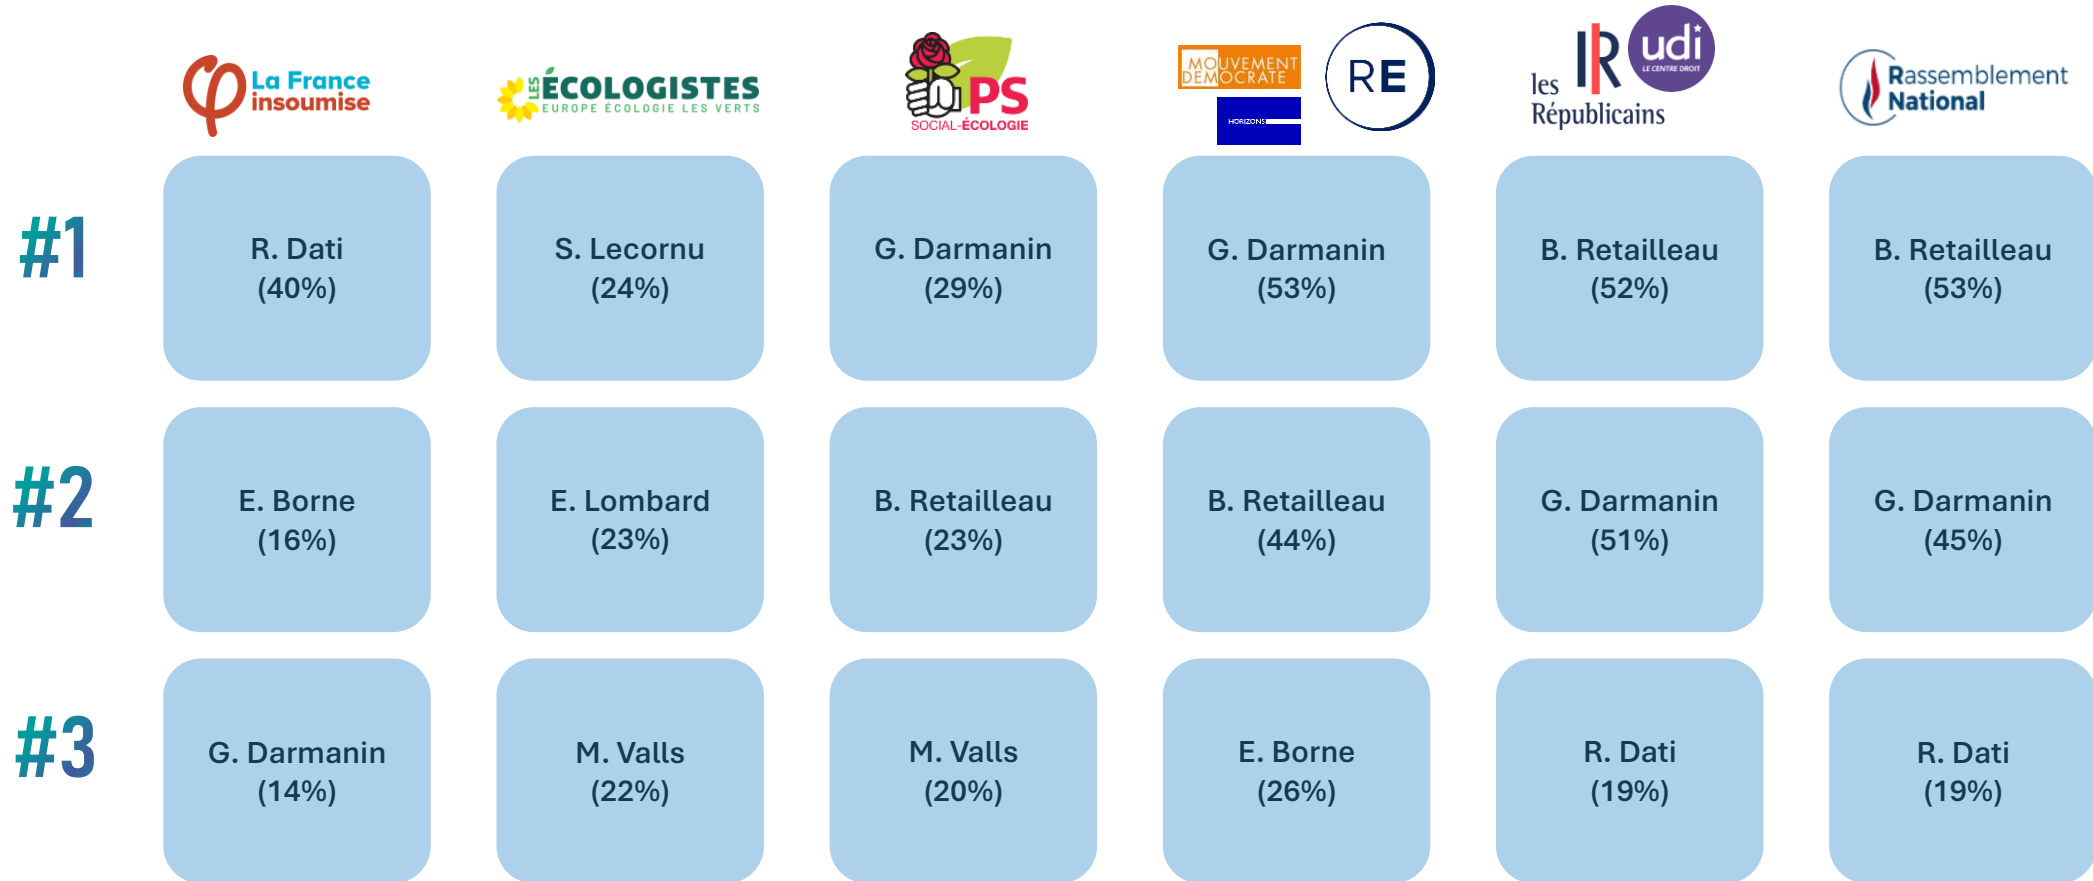 La France
insoumise
LES ÉCOLOGISTES
EUROPE ÉCOLOGIE LES VERTS
PS
SOCIAL-ÉCOLOGIE
MOUVEMENT
DEMOCRATE
HORIZONS
RE
les
Républicains
udi
LE CENTRE DROIT
Rassemblement
National
#1
R. Dati
(40%)
S. Lecornu
(24%)
G. Darmanin
(29%)
G. Darmanin
(53%)
B. Retailleau
(52%)
B. Retailleau
(53%)
#2
E. Borne
(16%)
E. Lombard
(23%)
B. Retailleau
(23%)
B. Retailleau
(44%)
G. Darmanin
(51%)
G. Darmanin
(45%)
#3
G. Darmanin
(14%)
M. Valls
(22%)
M. Valls
(20%)
E. Borne
(26%)
R. Dati
(19%)
R. Dati
(19%)